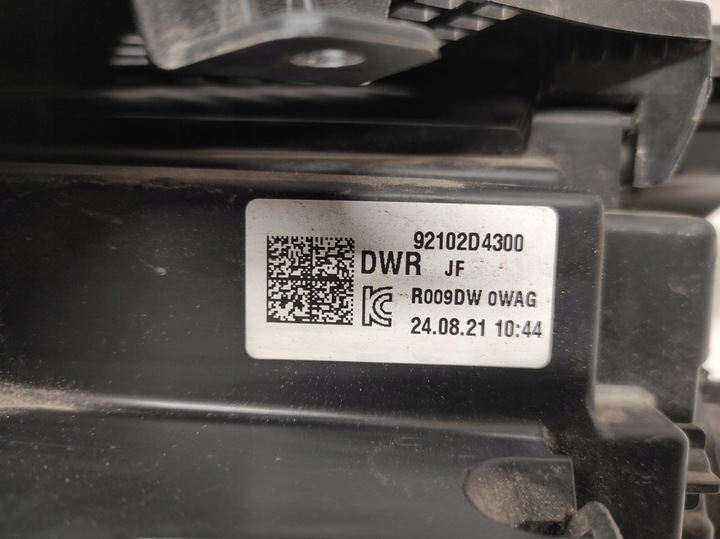 92102D4300
DWR JF
R009DW 0WAG
24.08.21 10:44